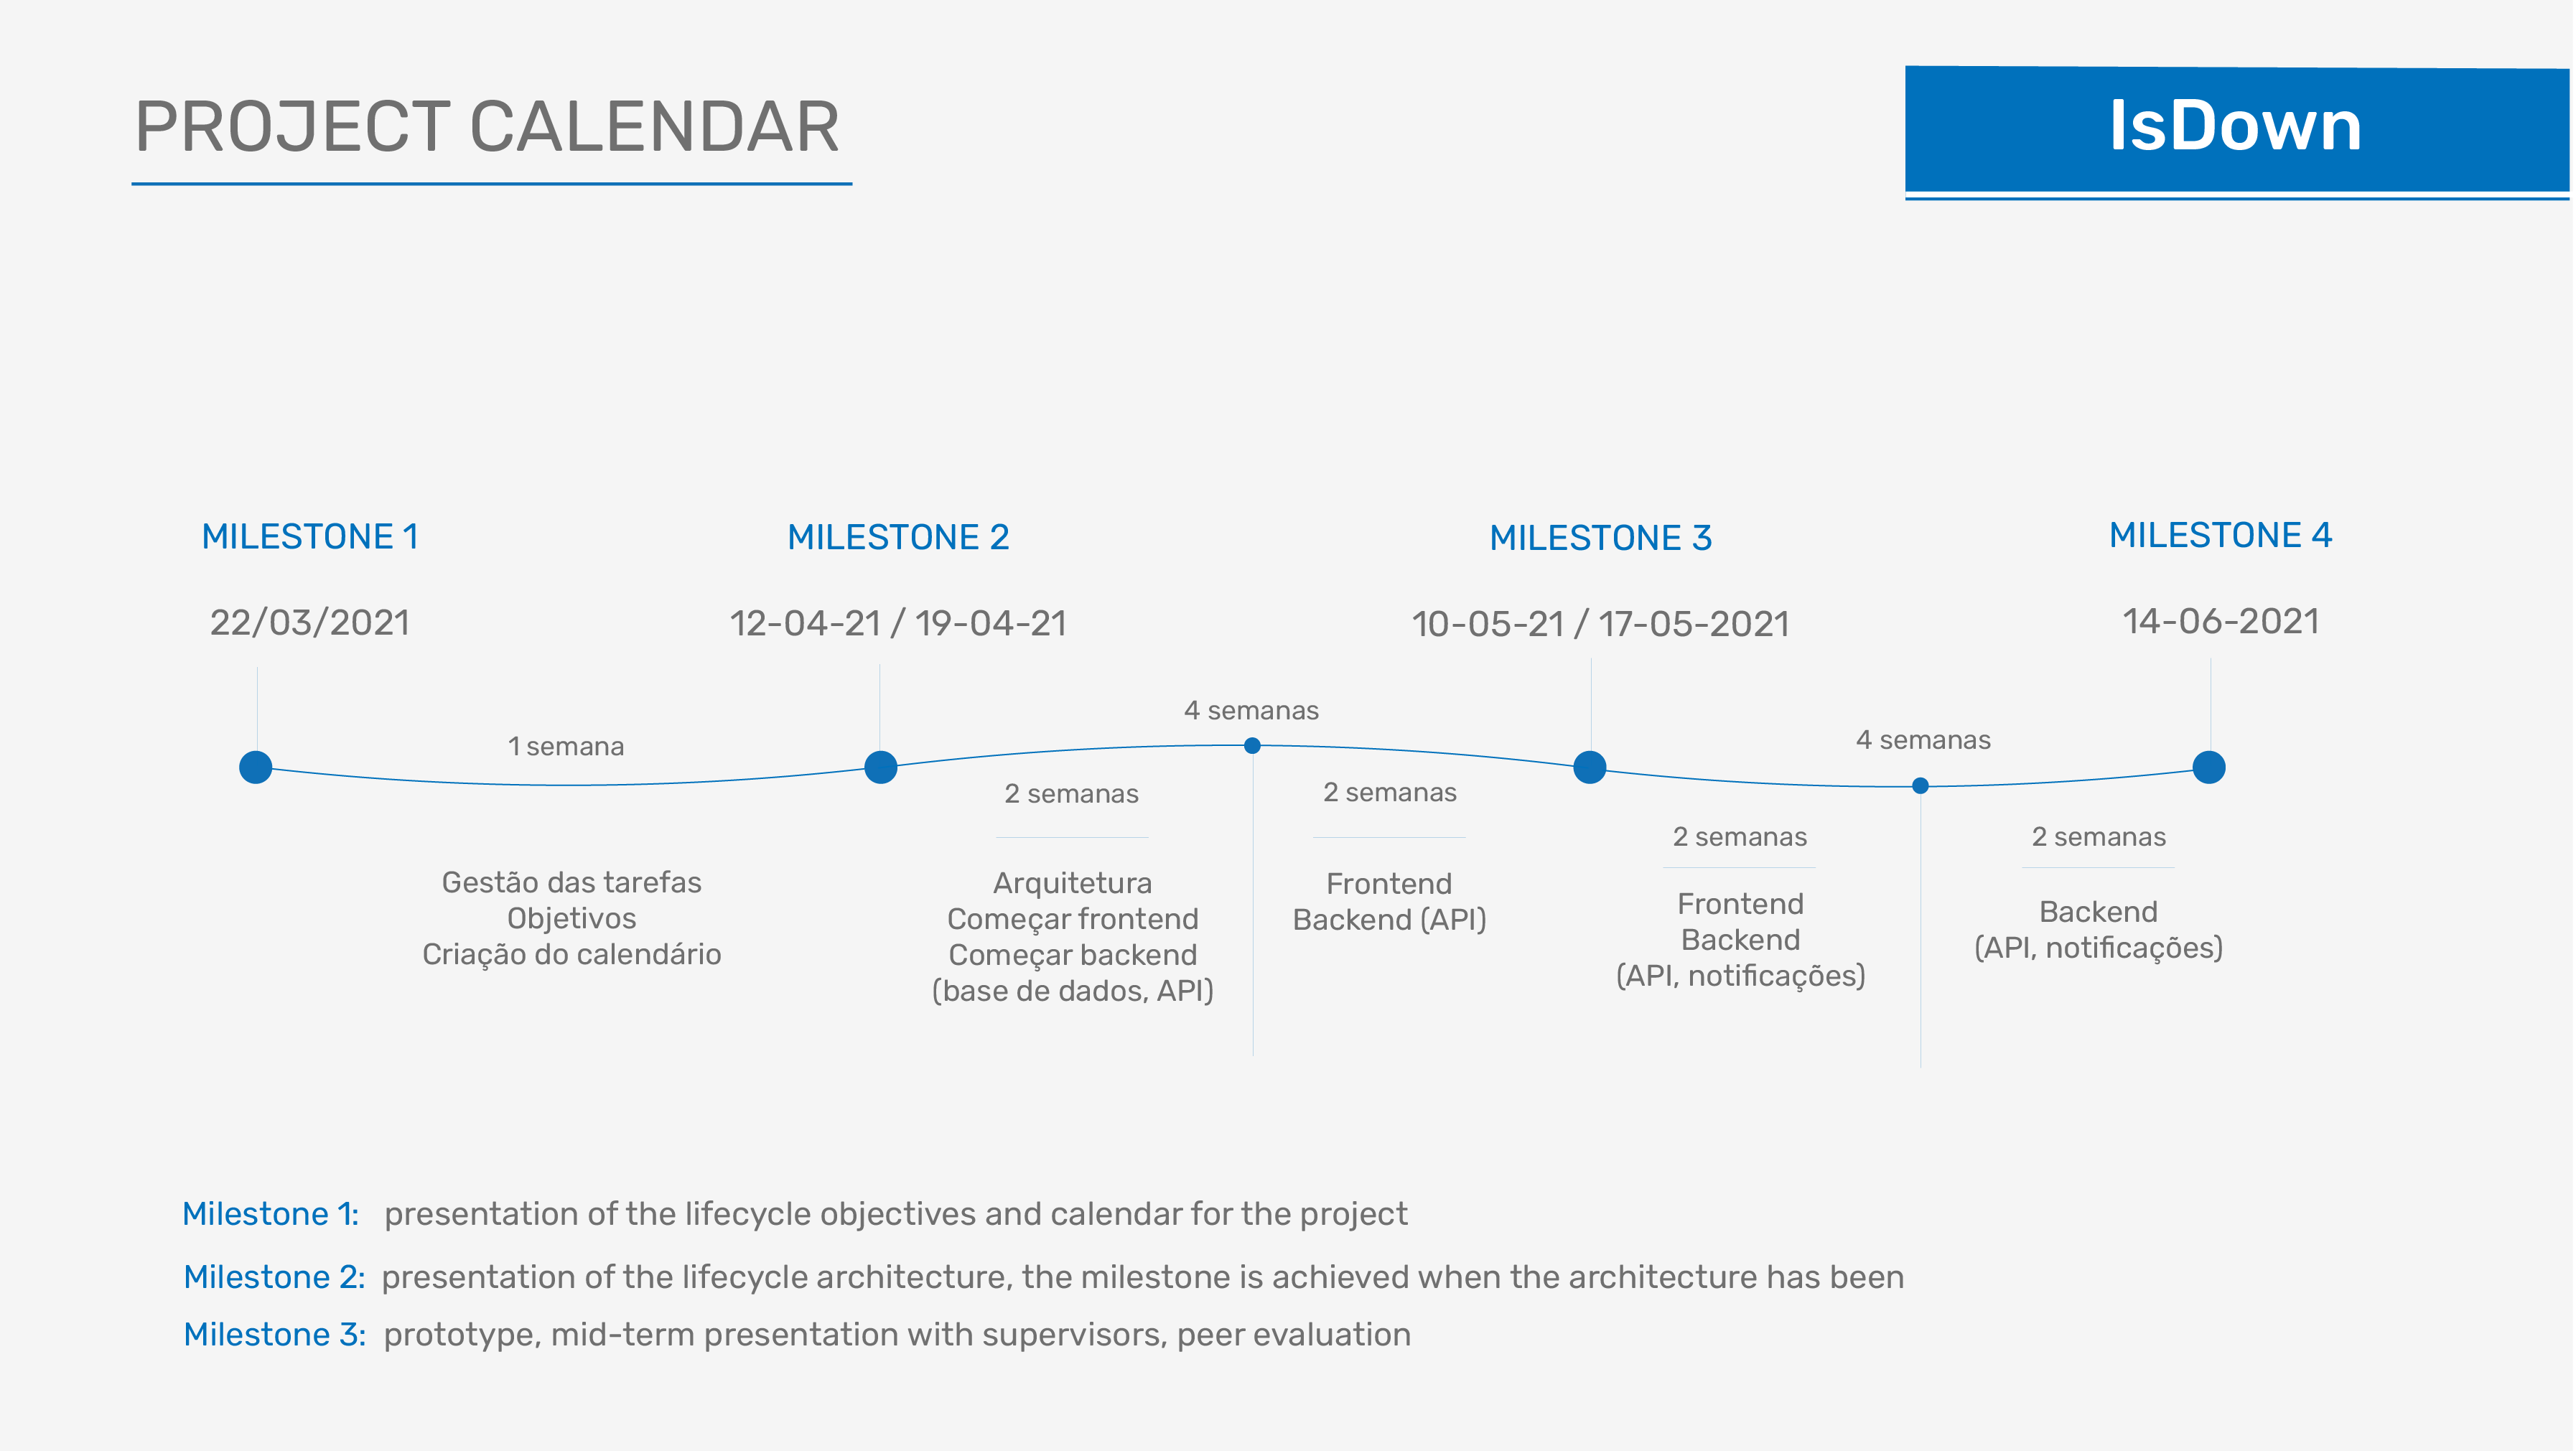 PROJECT CALENDAR
IsDown
MILESTONE 1
MILESTONE 2
MILESTONE 3
MILESTONE 4
22/03/2021
12-04-21 / 19-04-21
10-05-21 / 17-05-2021
14-06-2021
1 semana
4 semanas
4 semanas
2 semanas
2 semanas
2 semanas
2 semanas
Gestão das tarefas
Objetivos
Criação do calendário
Arquitetura
Começar frontend
Começar backend
(base de dados, API)
Frontend
Backend (API)
Frontend
Backend
(API, notificações)
Backend
(API, notificações)
Milestone 1: presentation of the lifecycle objectives and calendar for the project
Milestone 2: presentation of the lifecycle architecture, the milestone is achieved when the architecture has been
Milestone 3: prototype, mid-term presentation with supervisors, peer evaluation